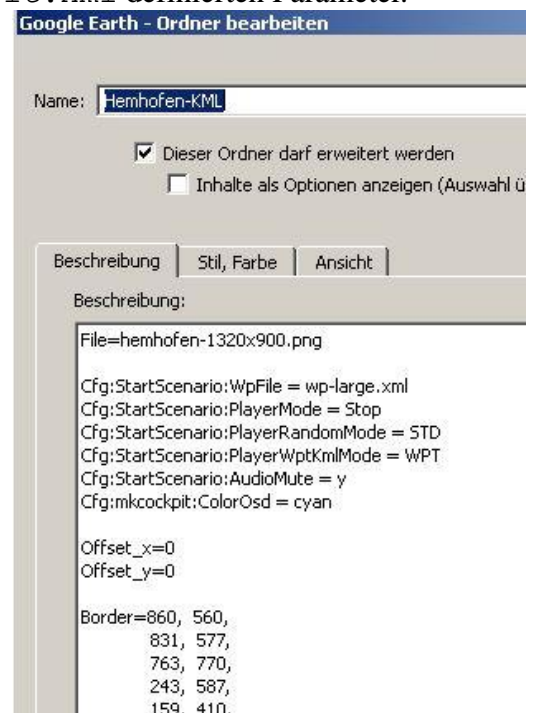 Google Earth - Ordner bearbeiten
Name: Hemhofen-KML
Dieser Ordner darf erweitert werden
Inhalte als Optionen anzeigen (Auswahl ü
Beschreibung Stil, Farbe Ansicht
Beschreibung:
File=hemhofen-1320x900.png
Cfg:StartScenario:WpFile = wp-large.xml
Cfg:StartScenario:PlayerMode = Stop
Cfg:StartScenario:PlayerRandomMode = STD
Cfg:StartScenario:PlayerWptKmlMode = WPT
Cfg:StartScenario:AudioMute = y
Cfg:mkcockpit:ColorOsd = cyan
Offset_x=0
Offset_y=0
Border=860, 560,
831, 577,
763, 770,
243, 587,
159, 410,